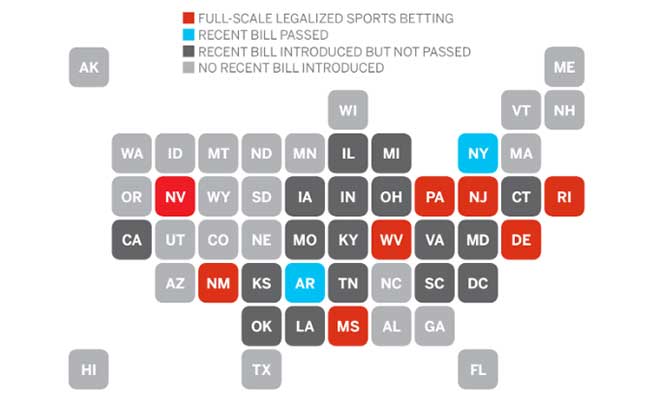 FULL-SCALE LEGALIZED SPORTS BETTING
RECENT BILL PASSED
RECENT BILL INTRODUCED BUT NOT PASSED
NO RECENT BILL INTRODUCED
AK ME
WI VT NH
WA ID MT ND MN IL MI NY MA
OR NV WY SD IA IN OH PA NJ CT RI
CA UT CO NE MO KY WV VA MD DE
AZ NM KS AR TN NC SC DC
OK LA MS AL GA
HI TX FL